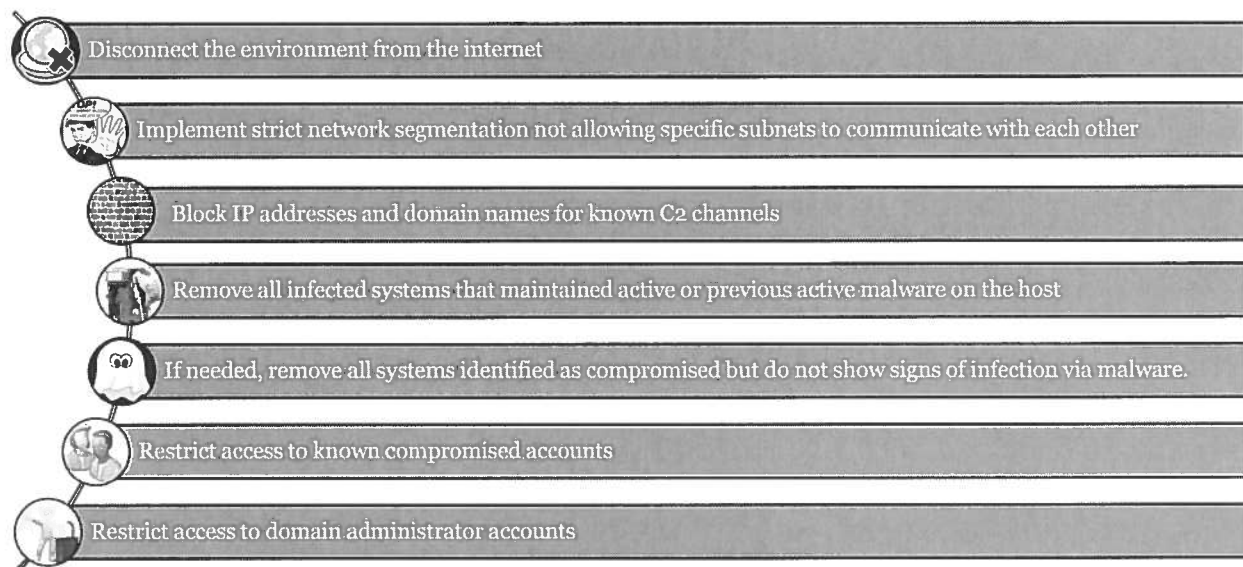 Disconnect the environment from the internet
OP!
Implement strict network segmentation not allowing specific subnets to communicate with each other
Block IP addresses and domain names for known C2 channels
Remove all infected systems that maintained active or previous active malware on the host
If needed, remove all systems identified as compromised but do not show signs of infection via malware.
Restrict access to known compromised accounts
Restrict access to domain administrator accounts